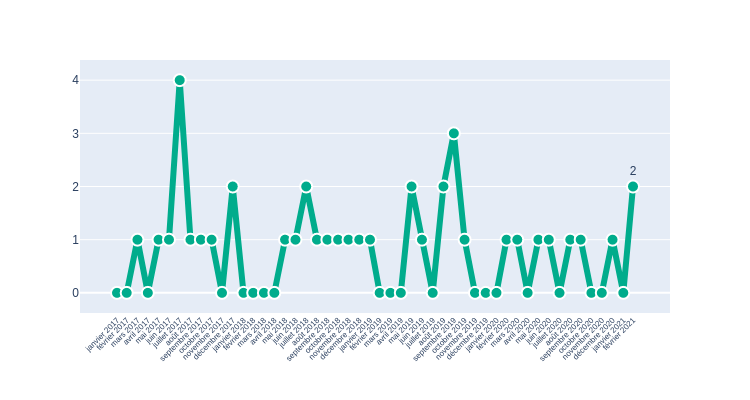 4
3
2
1
0
2
janvier 2017
février 2017
mars 2017
avril 2017
mai 2017
juin 2017
juillet 2017
août 2017
septembre 2017
octobre 2017
novembre 2017
décembre 2017
janvier 2018
février 2018
mars 2018
avril 2018
mai 2018
juin 2018
juillet 2018
août 2018
septembre 2018
octobre 2018
novembre 2018
décembre 2018
janvier 2019
février 2019
mars 2019
avril 2019
mai 2019
juin 2019
juillet 2019
août 2019
septembre 2019
octobre 2019
novembre 2019
décembre 2019
janvier 2020
février 2020
mars 2020
avril 2020
mai 2020
juin 2020
juillet 2020
août 2020
septembre 2020
octobre 2020
novembre 2020
décembre 2020
janvier 2021
février 2021